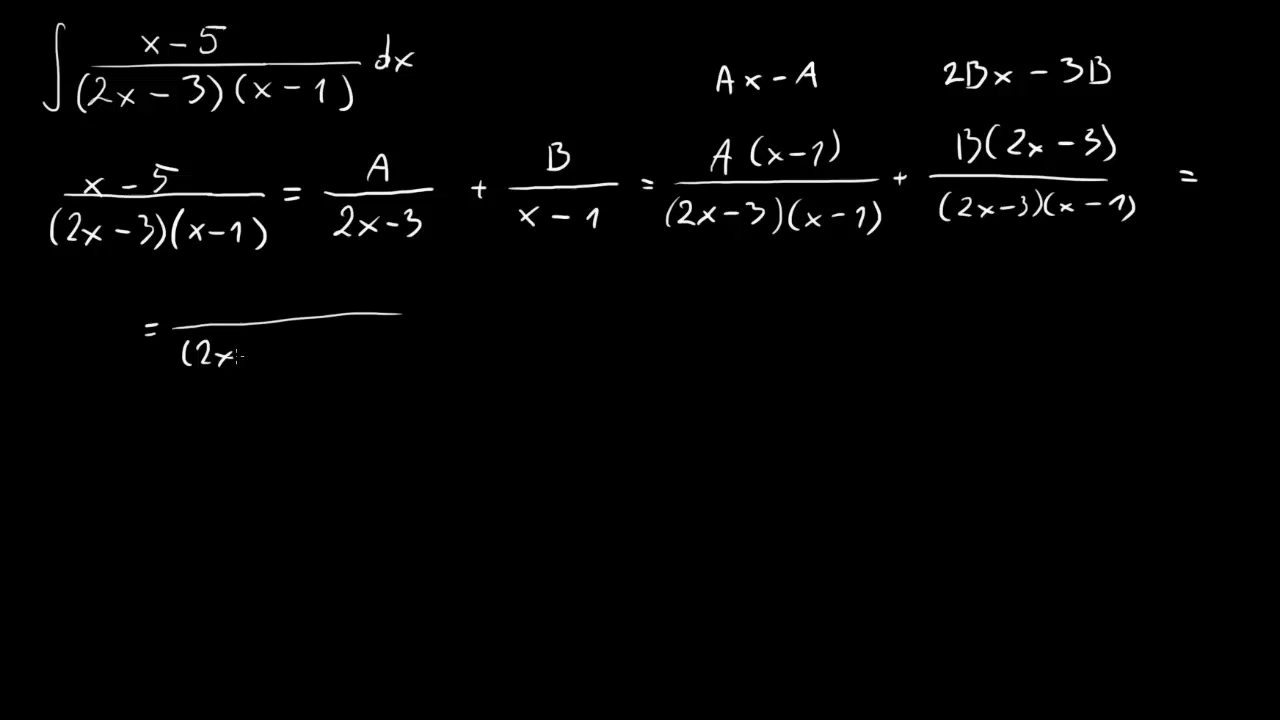 ∫ (x - 5) / ((2x - 3)(x - 1)) dx
Ax - A 2Bx - 3B
(x - 5) / ((2x - 3)(x - 1)) = A / (2x - 3) + B / (x - 1) = A(x - 1) / ((2x - 3)(x - 1)) + B(2x - 3) / ((2x - 3)(x - 1)) =
= / (2x